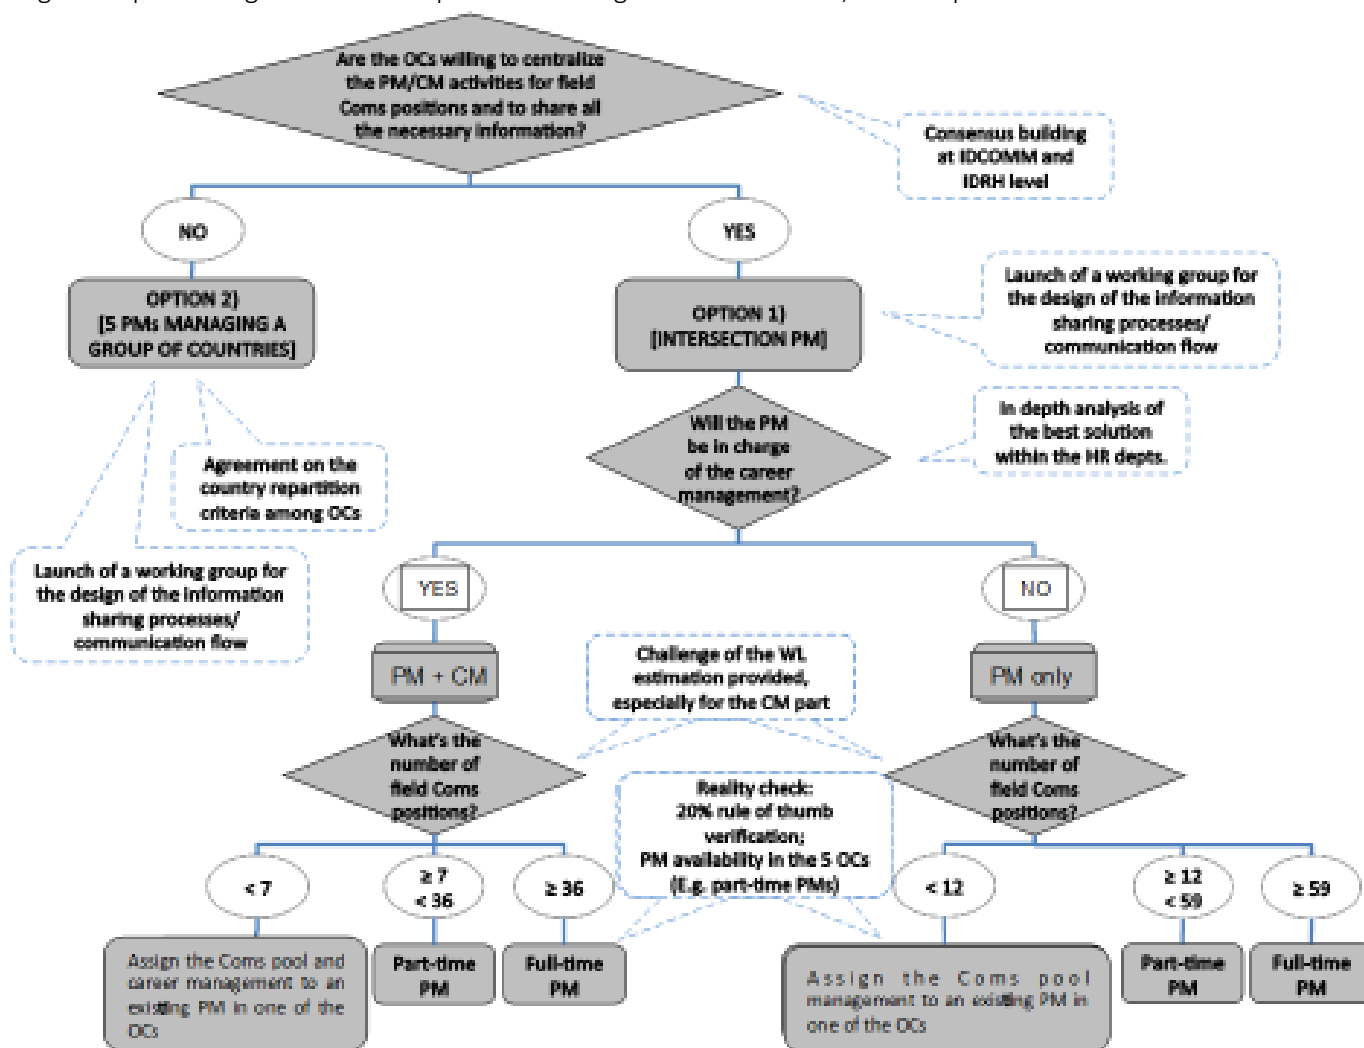 Are the OCs willing to centralize
the PM/CM activities for field
Coms positions and to share all
the necessary information?
Consensus building
at IDCOMM and
IDRH level
NO
YES
OPTION 2)
[5 PMs MANAGING A
GROUP OF COUNTRIES]
OPTION 1)
[INTERSECTION PM]
Launch of a working group for
the design of the information
sharing processes/
communication flow
Will the PM
be in charge
of the career
management?
In depth analysis of
the best solution
within the HR depts.
Agreement on the
country repartition
criteria among OCs
Launch of a working group for
the design of the information
sharing processes/
communication flow
YES
NO
PM + CM
Challenge of the WL
estimation provided,
especially for the CM part
PM only
What's the
number of
field Coms
positions?
Reality check:
20% rule of thumb
verification;
PM availability in the 5 OCs
(E.g. part-time PMs)
What's the
number of
field Coms
positions?
< 7
≥ 7
< 36
≥ 36
< 12
≥ 12
< 59
≥ 59
Assign the Coms pool and
career management to an
existing PM in one of the
OCs
Part-time
PM
Full-time
PM
Assign the Coms pool
management to an existing PM in
one of the OCs
Part-time
PM
Full-time
PM